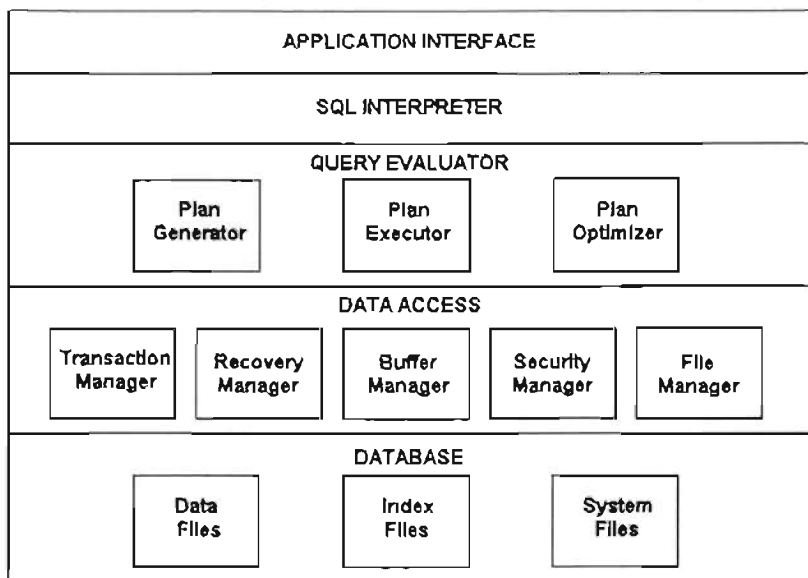 APPLICATION INTERFACE
SQL INTERPRETER
QUERY EVALUATOR
Plan Generator
Plan Executor
Plan Optimizer
DATA ACCESS
Transaction Manager
Recovery Manager
Buffer Manager
Security Manager
File Manager
DATABASE
Data Files
Index Files
System Files